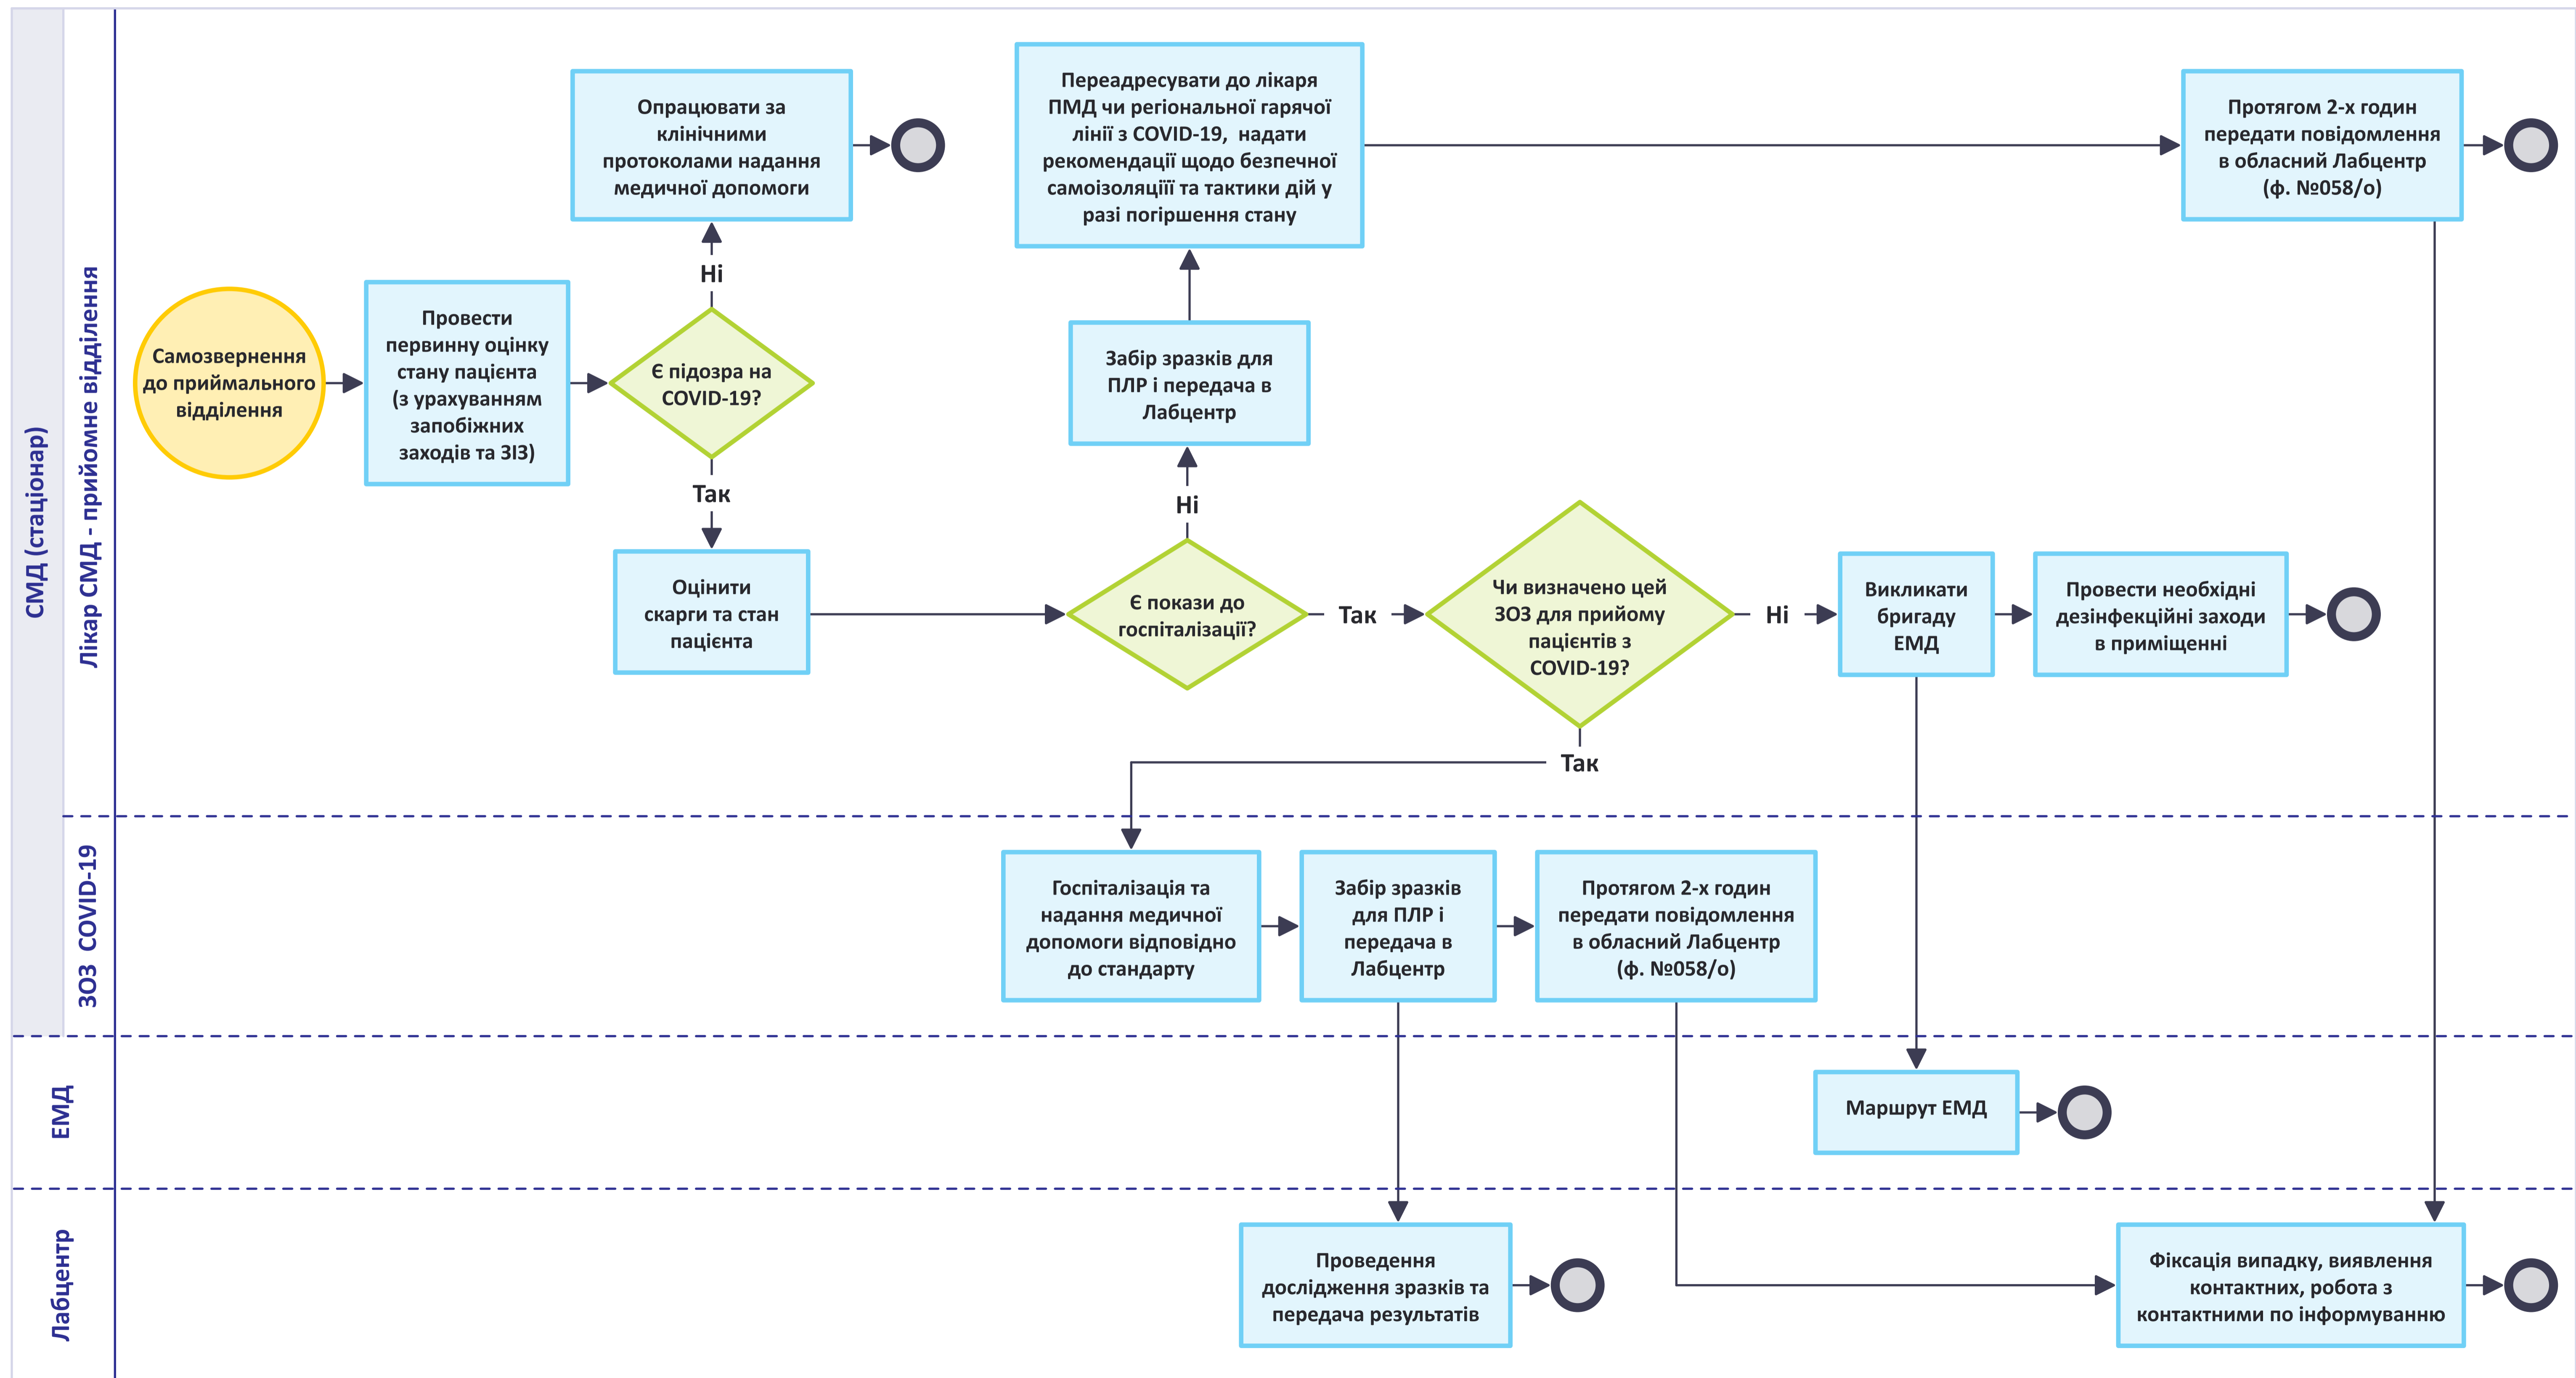 СМД (стаціонар)
Лікар СМД - прийомне відділення
Самозвернення
до приймального
відділення
Провести
первинну оцінку
стану пацієнта
(з урахуванням
запобіжних
заходів та ЗІЗ)
Є підозра на
COVID-19?
Ні
Опрацювати за
клінічними
протоколами надання
медичної допомоги
Так
Оцінити
скарги та стан
пацієнта
Є покази до
госпіталізації?
Ні
Забір зразків для
ПЛР і передача в
Лабцентр
Переадресувати до лікаря
ПМД чи регіональної гарячої
лінії з COVID-19, надати
рекомендації щодо безпечної
самоізоляціїї та тактики дій у
разі погіршення стану
Протягом 2-х годин
передати повідомлення
в обласний Лабцентр
(ф. №058/о)
Так
Чи визначено цей
ЗОЗ для прийому
пацієнтів з
COVID-19?
Ні
Викликати
бригаду
ЕМД
Провести необхідні
дезінфекційні заходи
в приміщенні
Так
ЗОЗ COVID-19
Госпіталізація та
надання медичної
допомоги відповідно
до стандарту
Забір зразків
для ПЛР і
передача в
Лабцентр
Протягом 2-х годин
передати повідомлення
в обласний Лабцентр
(ф. №058/о)
ЕМД
Маршрут ЕМД
Лабцентр
Проведення
дослідження зразків та
передача результатів
Фіксація випадку, виявлення
контактних, робота з
контактними по інформуванню